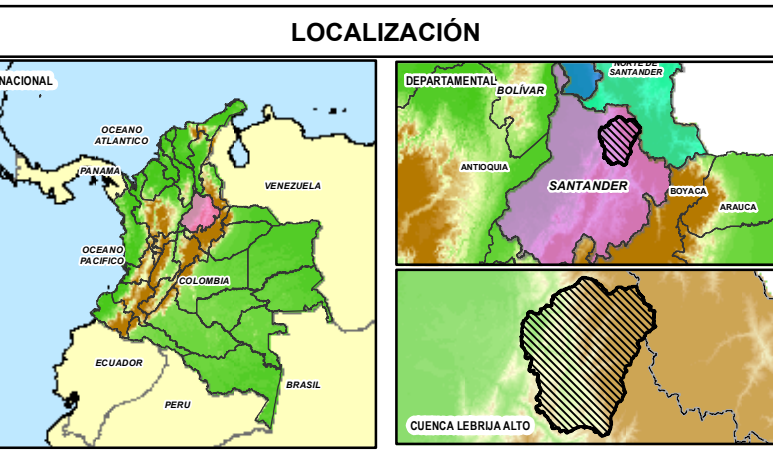 LOCALIZACIÓN
NACIONAL
OCEANO
ATLANTICO
PANAMA
VENEZUELA
OCEANO
PACIFICO
COLOMBIA
ECUADOR
PERU
BRASIL
DEPARTAMENTAL
BOLÍVAR
NORTE DE
SANTANDER
ANTIOQUIA
SANTANDER
BOYACA
ARAUCA
CUENCA LEBRIJA ALTO